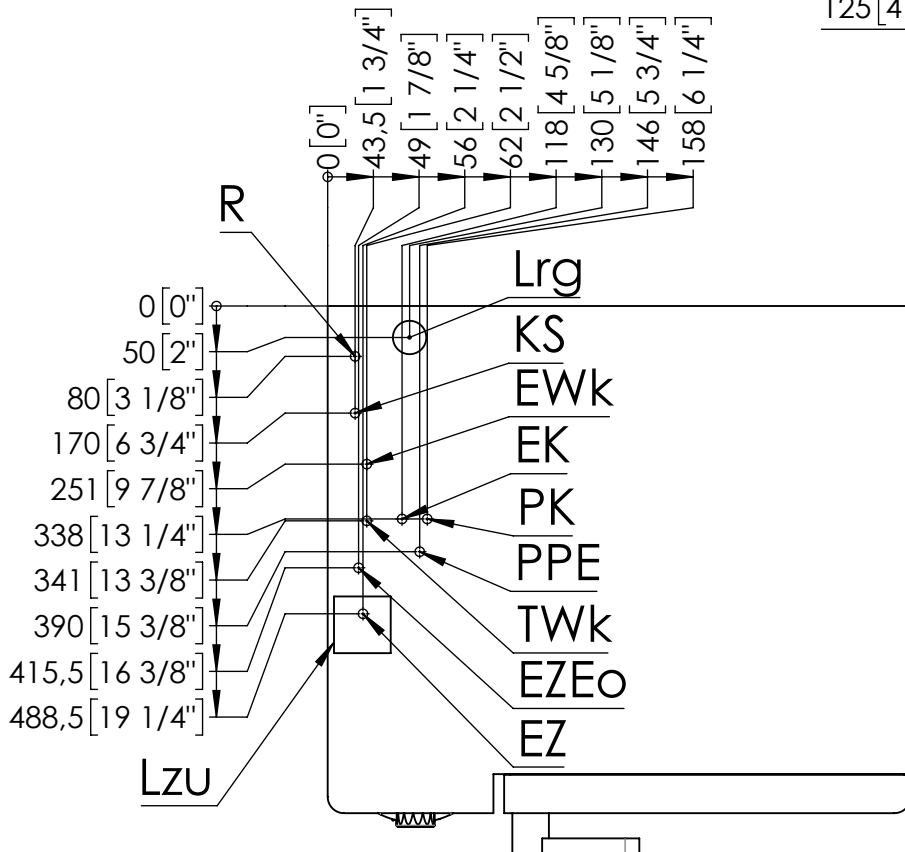 125[4
0[0"]
43,5[1 3/4"]
49[1 7/8"]
56[2 1/4"]
62[2 1/2"]
118[4 5/8"]
130[5 1/8"]
146[5 3/4"]
158[6 1/4"]
R
Lrg
0[0"]
KS
50[2"]
EWk
80[3 1/8"]
EK
170[6 3/4"]
PK
251[9 7/8"]
PPE
338[13 1/4"]
TWk
341[13 3/8"]
EZEo
390[15 3/8"]
EZ
415,5[16 3/8"]
488,5[19 1/4"]
Lzu